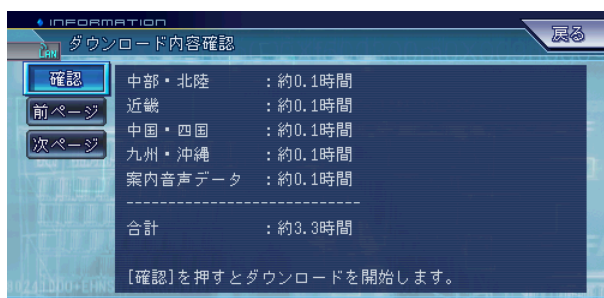 INFORMATION
LAN
ダウンロード内容確認
戻る
確認
前ページ
次ページ
中部・北陸 :約0.1時間
近畿 :約0.1時間
中国・四国 :約0.1時間
九州・沖縄 :約0.1時間
案内音声データ :約0.1時間
----------------------------
合計 :約3.3時間
[確認]を押すとダウンロードを開始します。